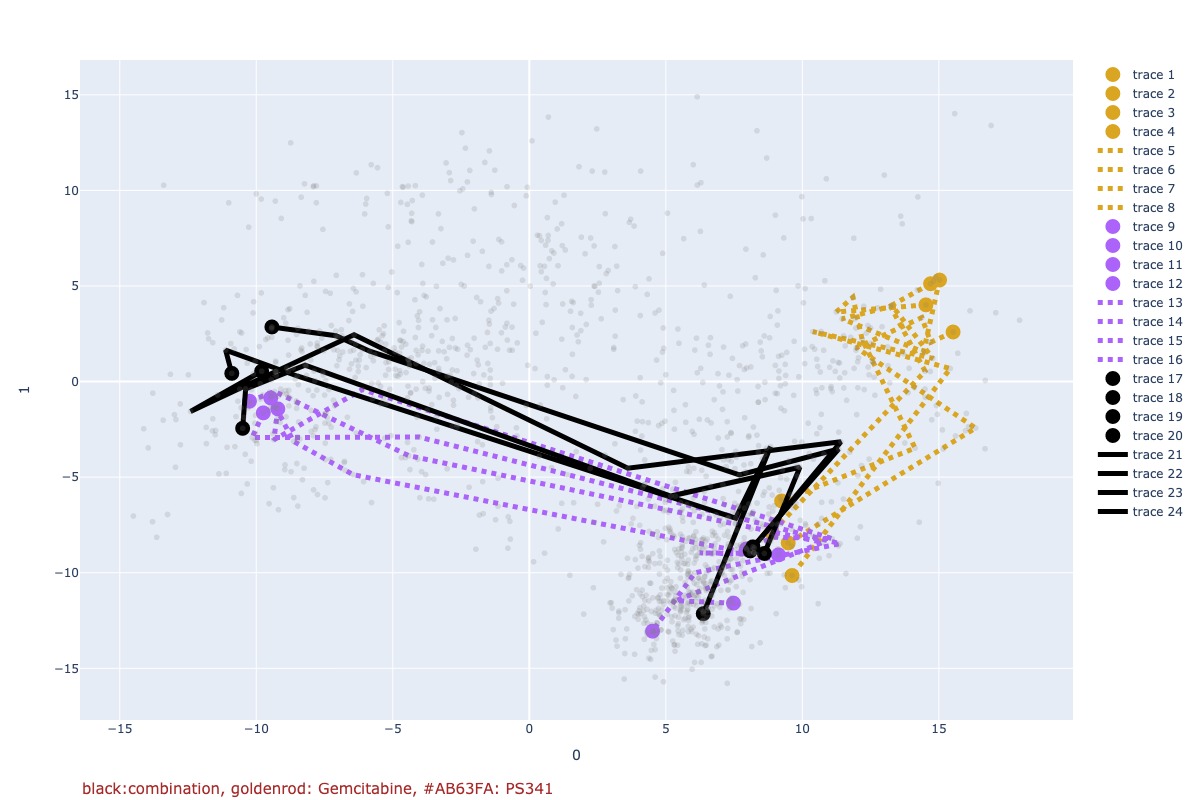 15
10
5
0
−5
−10
−15
1
−15
−10
−5
0
5
10
15
0
trace 1
trace 2
trace 3
trace 4
trace 5
trace 6
trace 7
trace 8
trace 9
trace 10
trace 11
trace 12
trace 13
trace 14
trace 15
trace 16
trace 17
trace 18
trace 19
trace 20
trace 21
trace 22
trace 23
trace 24
black:combination, goldenrod: Gemcitabine, #AB63FA: PS341